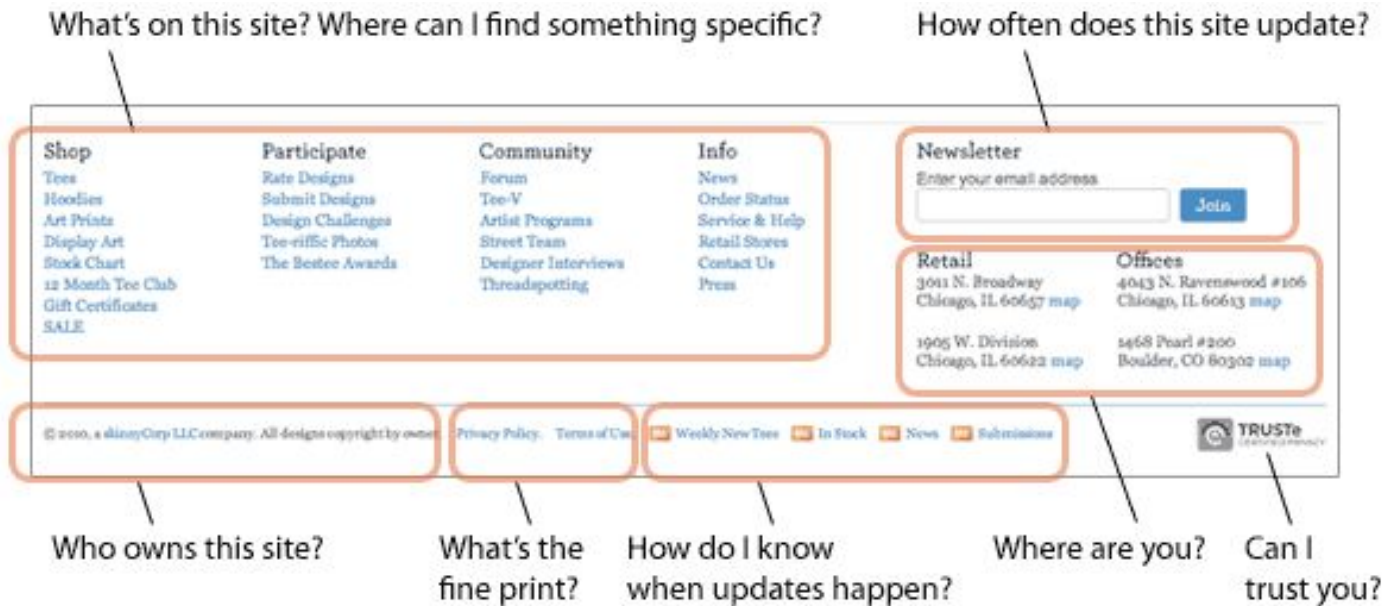 What's on this site? Where can I find something specific?
How often does this site update?
Shop
Tees
Hoodies
Art Prints
Display Art
Stock Chart
12 Month Tee Club
Gift Certificates
SALE
Participate
Rate Designs
Submit Designs
Design Challenges
Tee-riffic Photos
The Bestee Awards
Community
Forum
Tee-V
Artist Programs
Street Team
Designer Interviews
Threadspotting
Info
News
Order Status
Service & Help
Retail Stores
Contact Us
Press
Newsletter
Enter your email address
Join
Retail
3011 N. Broadway
Chicago, IL 60657 map
1905 W. Division
Chicago, IL 60622 map
Offices
4043 N. Ravenswood #106
Chicago, IL 60613 map
1468 Pearl #200
Boulder, CO 80302 map
© 2010, a skinnyCorp LLC company. All designs copyright by owner. Privacy Policy. Terms of Use. Weekly New Tees In Stock News Submissions
TRUSTe
CERTIFIED PRIVACY
Who owns this site?
What's the
fine print?
How do I know
when updates happen?
Where are you?
Can I
trust you?